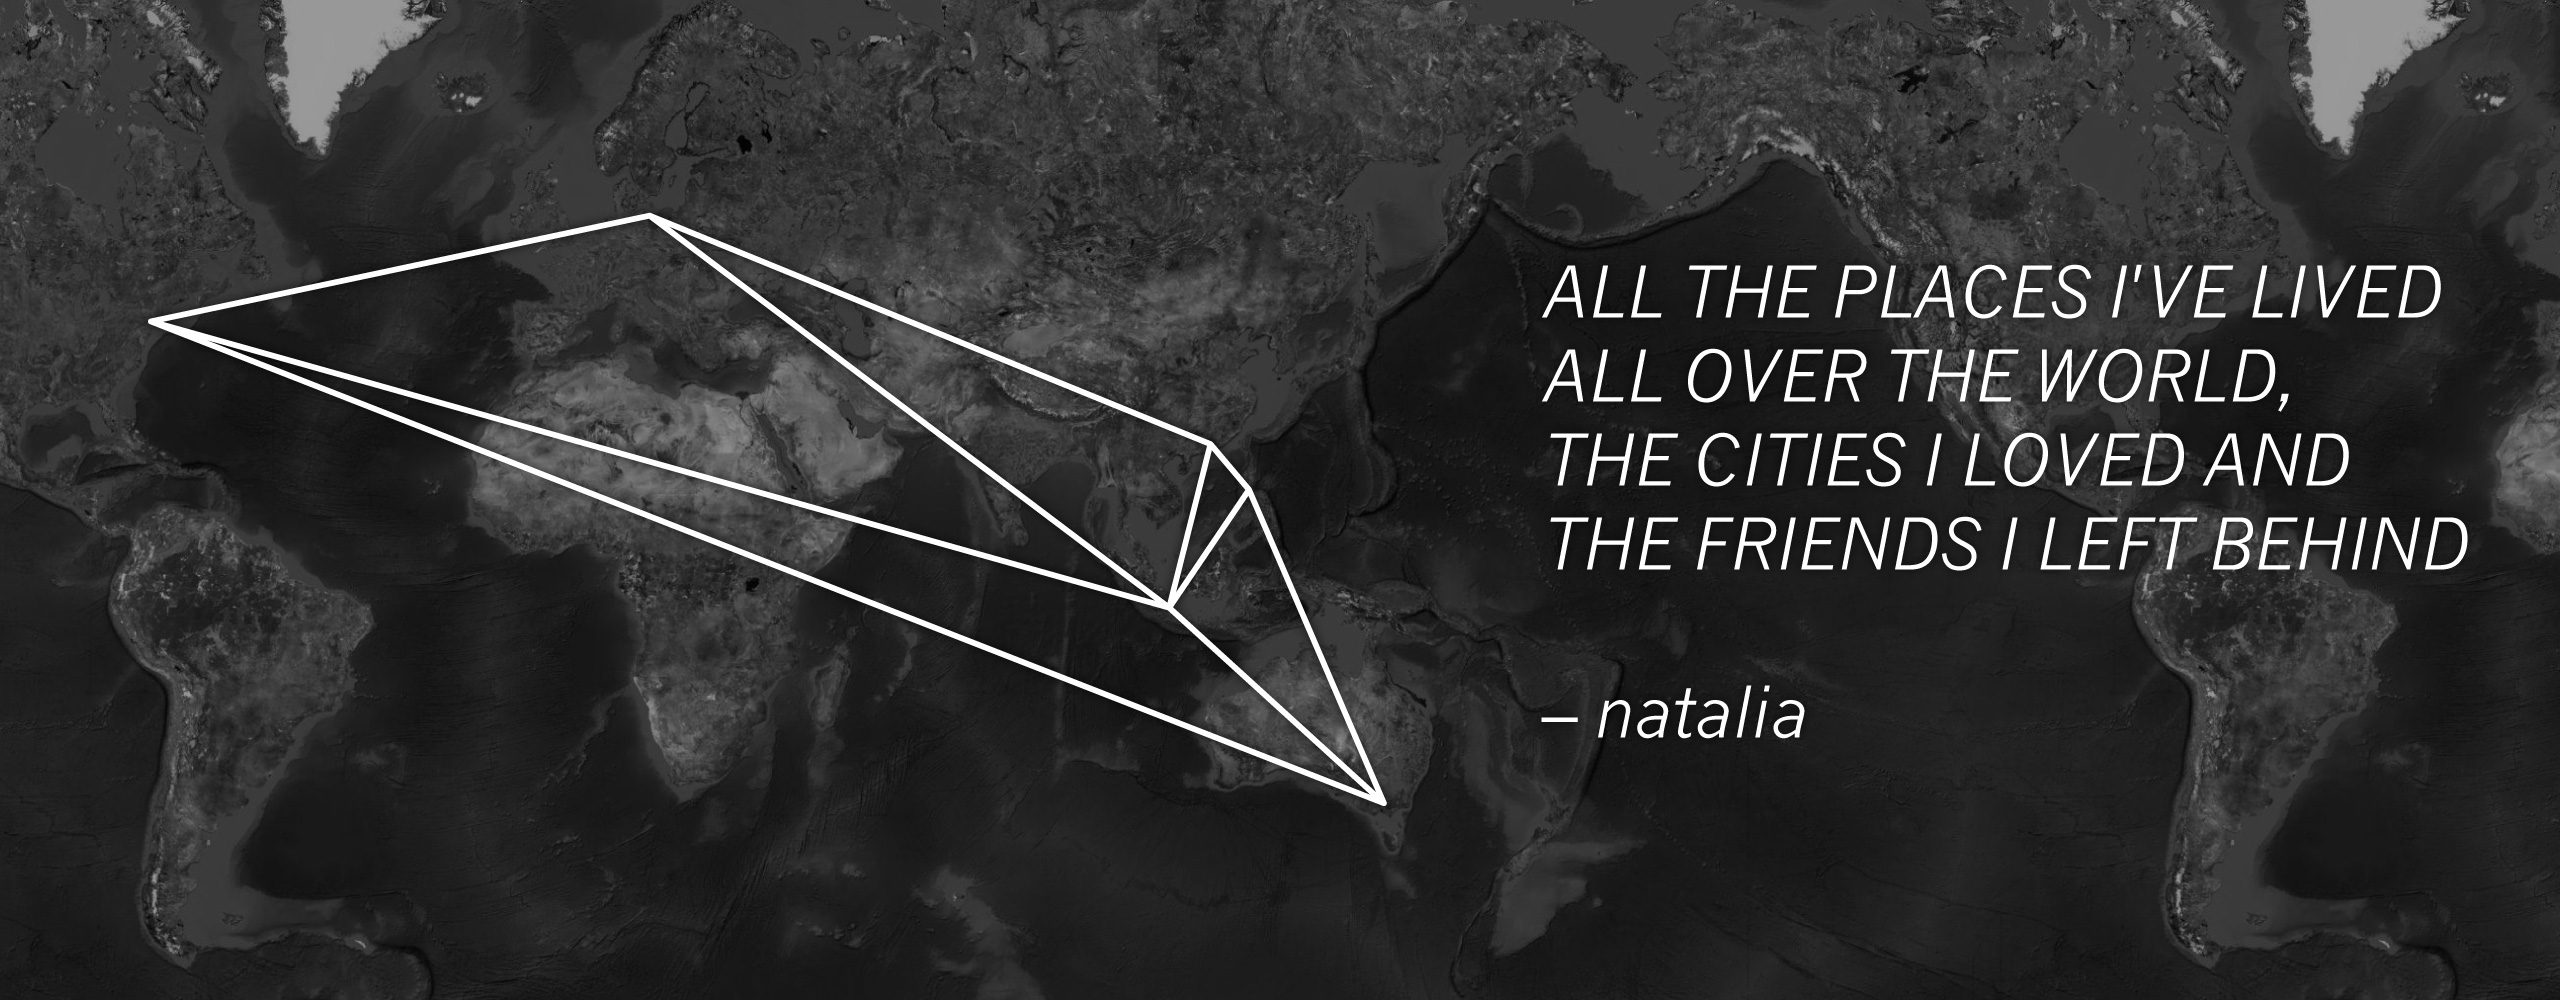 ALL THE PLACES I'VE LIVED
ALL OVER THE WORLD,
THE CITIES I LOVED AND
THE FRIENDS I LEFT BEHIND
– natalia